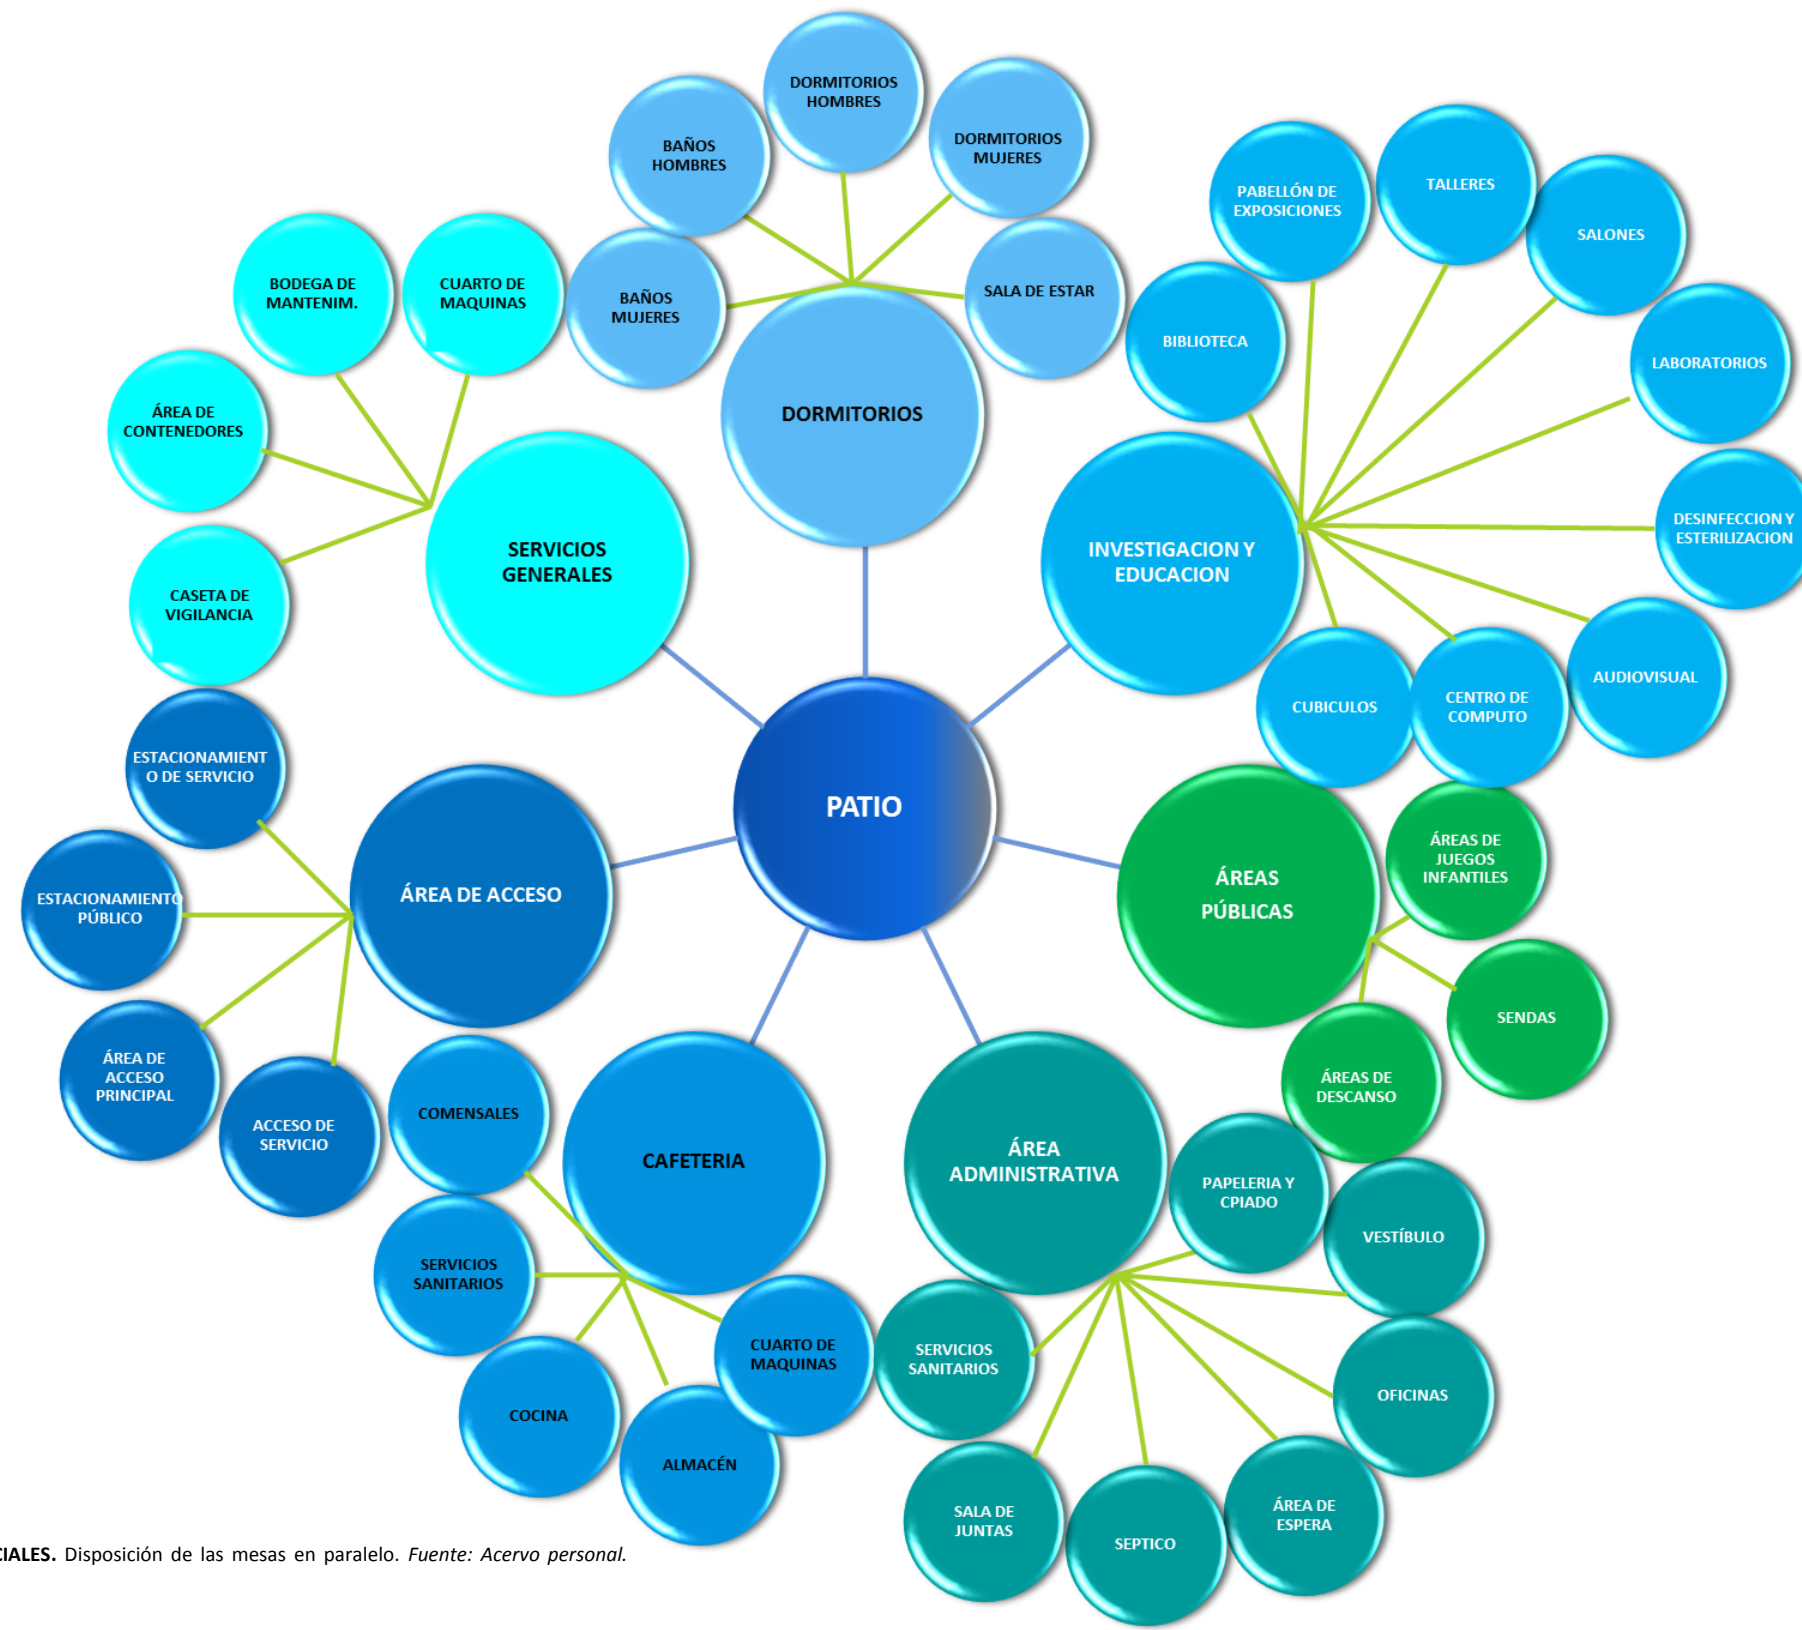 DORMITORIOS
HOMBRES
BAÑOS
HOMBRES
DORMITORIOS
MUJERES
BAÑOS
MUJERES
SALA DE ESTAR
DORMITORIOS
PABELLÓN DE
EXPOSICIONES
TALLERES
SALONES
BIBLIOTECA
LABORATORIOS
DESINFECCION Y
ESTERILIZACION
AUDIOVISUAL
CENTRO DE
COMPUTO
CUBICULOS
INVESTIGACION Y
EDUCACION
BODEGA DE
MANTENIM.
CUARTO DE
MAQUINAS
ÁREA DE
CONTENEDORES
CASETA DE
VIGILANCIA
SERVICIOS
GENERALES
PATIO
ESTACIONAMIENT
O DE SERVICIO
ESTACIONAMIENTO
PÚBLICO
ÁREA DE
ACCESO
PRINCIPAL
ACCESO DE
SERVICIO
ÁREA DE ACCESO
ÁREAS
PÚBLICAS
ÁREAS DE
JUEGOS
INFANTILES
SENDAS
ÁREAS DE
DESCANSO
COMENSALES
CAFETERIA
SERVICIOS
SANITARIOS
COCINA
ALMACÉN
CUARTO DE
MAQUINAS
ÁREA
ADMINISTRATIVA
PAPELERIA Y
CPIADO
VESTÍBULO
OFICINAS
ÁREA DE
ESPERA
SEPTICO
SALA DE
JUNTAS
SERVICIOS
SANITARIOS
CIALES. Disposición de las mesas en paralelo. Fuente: Acervo personal.